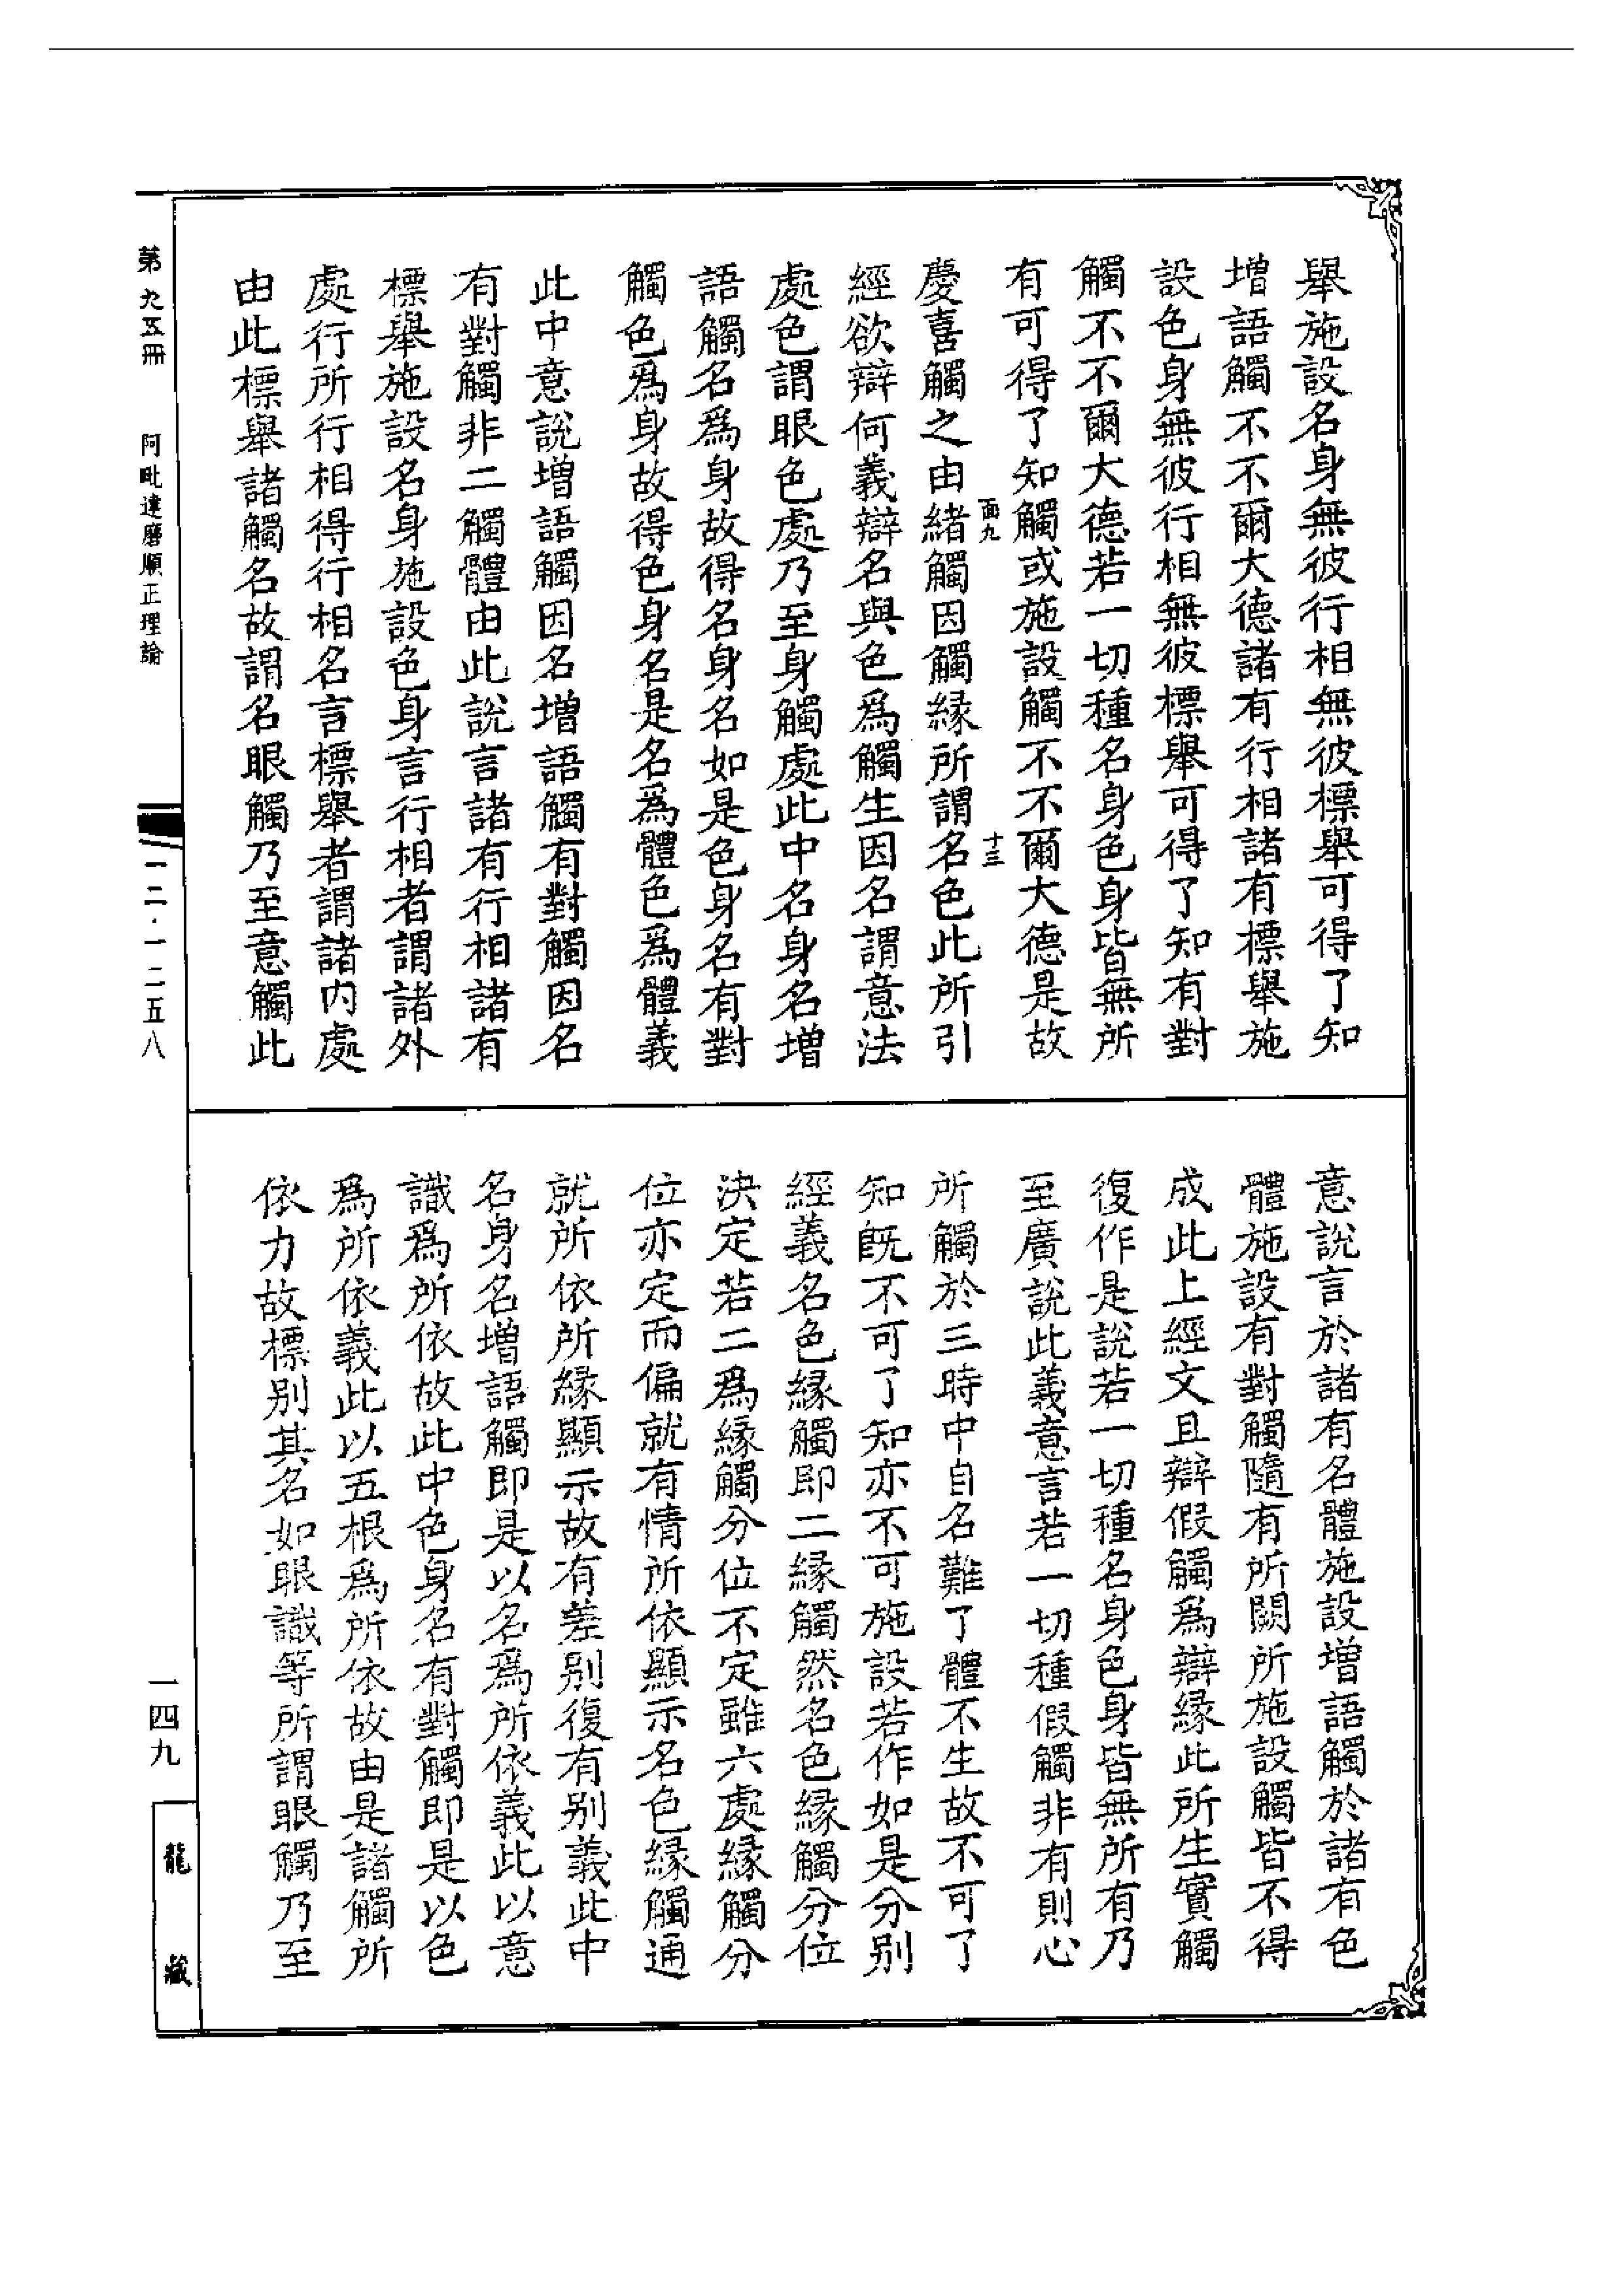 舉施設名身無彼行相無彼標舉可得了知
增語觸不不爾大德諸有行相諸有標舉施
設色身無彼行相無彼標舉可得了知有對
觸不不爾大德若一切種名身色身皆無所
有可得了知觸或施設觸不不爾大德是故
面九
十三
慶喜觸之由緒觸因觸緣所謂名色此所引
經欲辯何義辯名與色爲觸生因名謂意法
處色謂眼色處乃至身觸處此中名身名增
語觸名爲身故得名身名如是色身名有對
觸色爲身故得色身名是名爲體色爲體義
此中意說增語觸因名增語觸有對觸因名
有對觸非二觸體由此說言諸有行相諸有
標舉施設名身施設色身言行相者謂諸外
處行所行相得行相名言標舉者謂諸內處
由此標舉諸觸名故謂名眼觸乃至意觸此
意說言於諸有名體施設增語觸於諸有色
體施設有對觸隨有所闕所施設觸皆不得
成此上經文且辯假觸爲辯緣此所生實觸
復作是說若一切種名身色身皆無所有乃
至廣說此義意言若一切種假觸非有則心
所觸於三時中自名難了體不生故不可了
知旣不可了知亦不可施設若作如是分别
經義名色緣觸即二緣觸然名色緣觸分位
決定若二爲緣觸分位不定雖六處緣觸分
位亦定而偏就有情所依顯示名色緣觸通
就所依所緣顯示故有差别復有别義此中
名身名增語觸即是以名爲所依義此以意
識爲所依故此中色身名有對觸即是以色
爲所依義此以五根爲所依故由是諸觸所
依力故標别其名如眼識等所謂眼觸乃至
第九五冊
阿毗達磨順正理論
一二·一二五八
一四九
龍藏